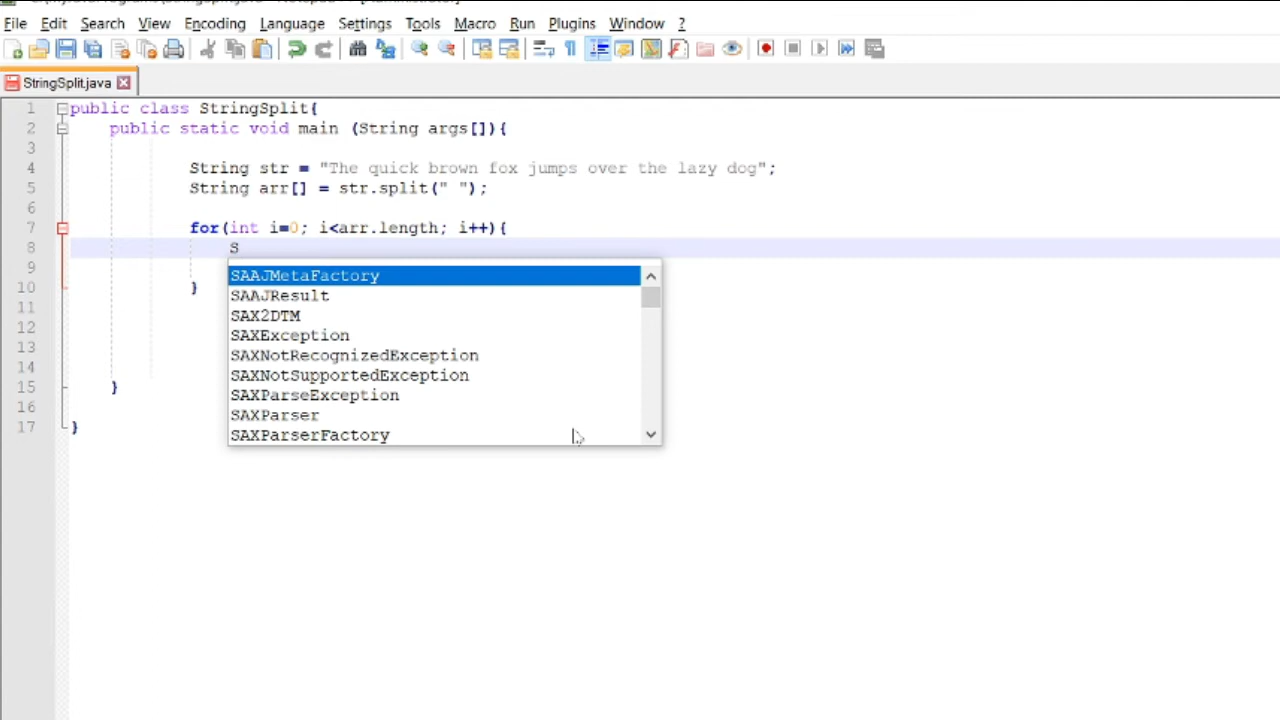 File Edit Search View Encoding Language Settings Tools Macro Run Plugins Window ?
StringSplit.java
1 public class StringSplit{
2 public static void main (String args[]){
3
4 String str = "The quick brown fox jumps over the lazy dog";
5 String arr[] = str.split(" ");
6
7 for(int i=0; i<arr.length; i++){
8 S
SAAJMetaFactory
9
SAAJResult
10 }
SAX2DTM
11
SAXException
12
SAXNotRecognizedException
13
SAXNotSupportedException
14
SAXParseException
15 }
SAXParser
16
SAXParserFactory
17 }